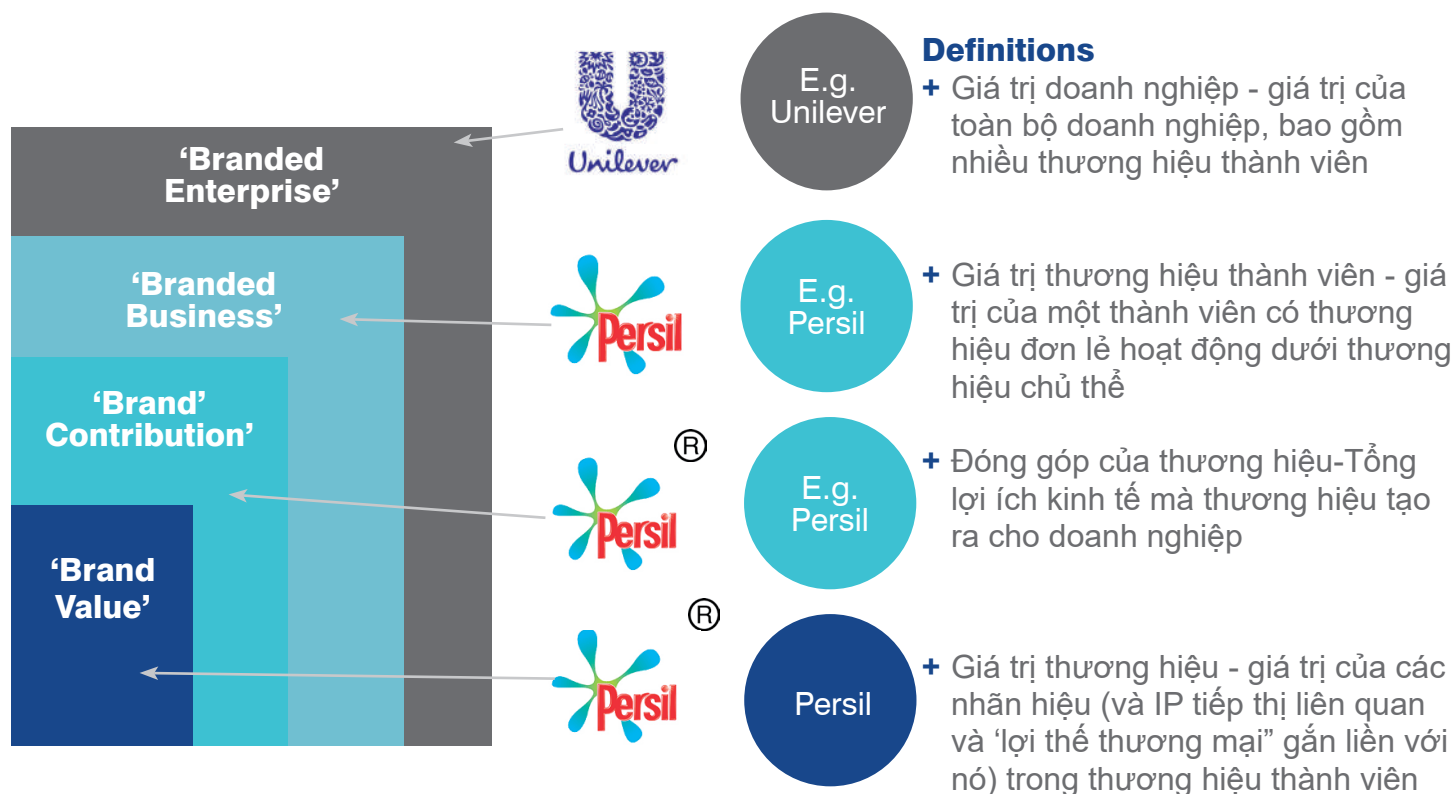 Definitions
Unilever
E.g.
Unilever
+ Giá trị doanh nghiệp - giá trị của
toàn bộ doanh nghiệp, bao gồm
nhiều thương hiệu thành viên
‘Branded
Enterprise’
‘Branded
Business’
Persil
E.g.
Persil
+ Giá trị thương hiệu thành viên - giá
trị của một thành viên có thương
hiệu đơn lẻ hoạt động dưới thương
hiệu chủ thể
‘Brand’
Contribution’
®
Persil
E.g.
Persil
+ Đóng góp của thương hiệu-Tổng
lợi ích kinh tế mà thương hiệu tạo
ra cho doanh nghiệp
‘Brand
Value’
®
Persil
Persil
+ Giá trị thương hiệu - giá trị của các
nhãn hiệu (và IP tiếp thị liên quan
và ‘lợi thế thương mại” gắn liền với
nó) trong thương hiệu thành viên